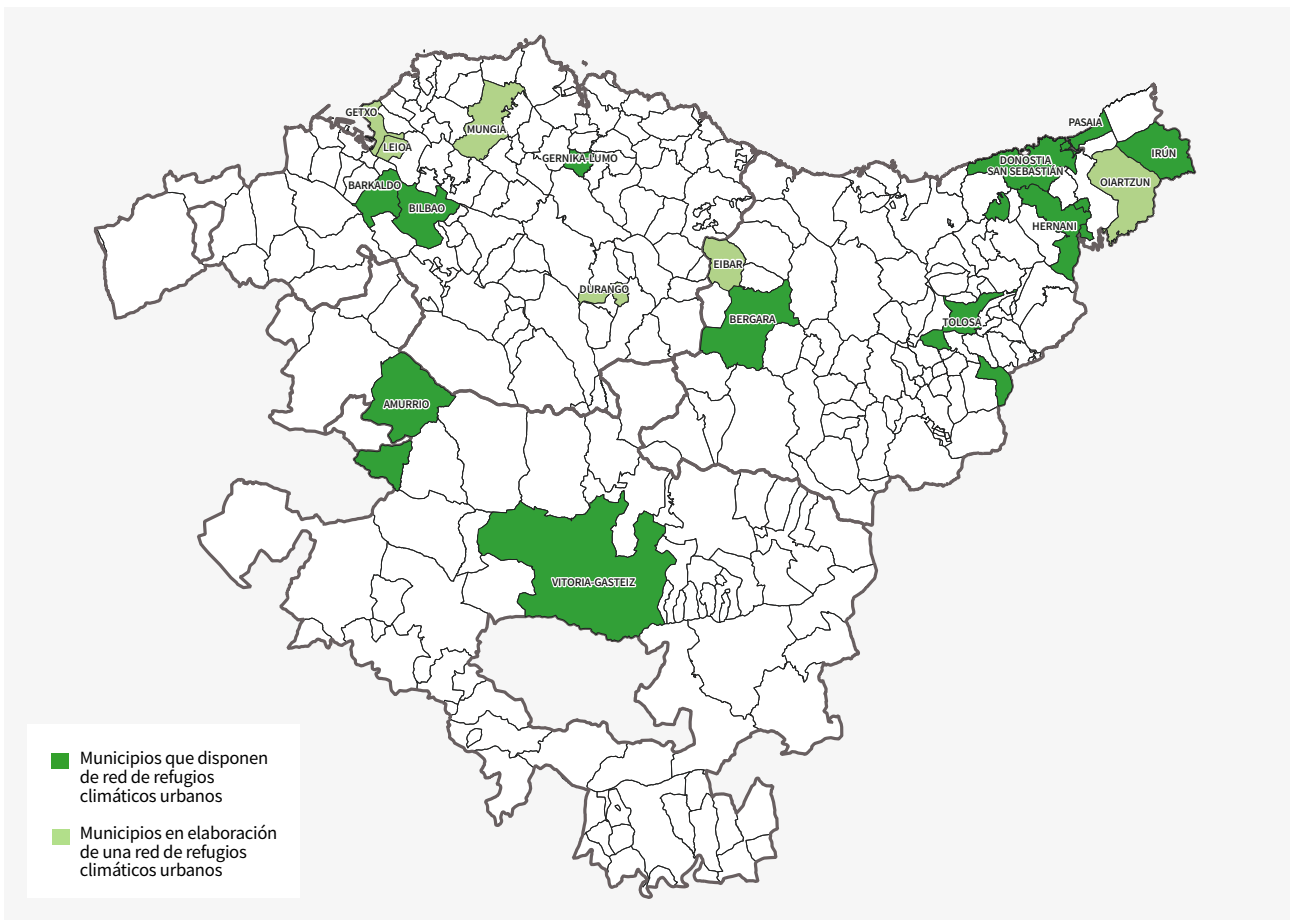 GETXO
MUNGIA
LEIOA
GERNIKA-LUMO
BARKALDO
BILBAO
PASAIA
IRÚN
DONOSTIA
SAN SEBASTIÁN
OIARTZUN
HERNANI
EIBAR
DURANGO
BERGARA
TOLOSA
AMURRIO
VITORIA-GASTEIZ
Municipios que disponen
de red de refugios
climáticos urbanos
Municipios en elaboración
de una red de refugios
climáticos urbanos